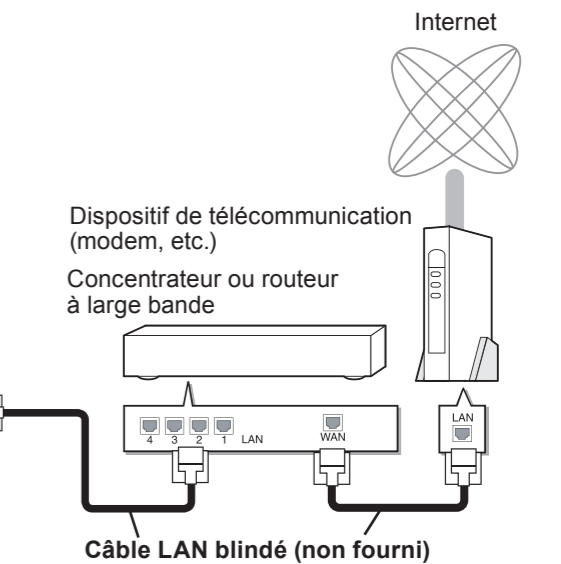 Internet
Dispositif de télécommunication
(modem, etc.)
Concentrateur ou routeur
à large bande
LAN
4 3 2 1 LAN
WAN
Câble LAN blindé (non fourni)